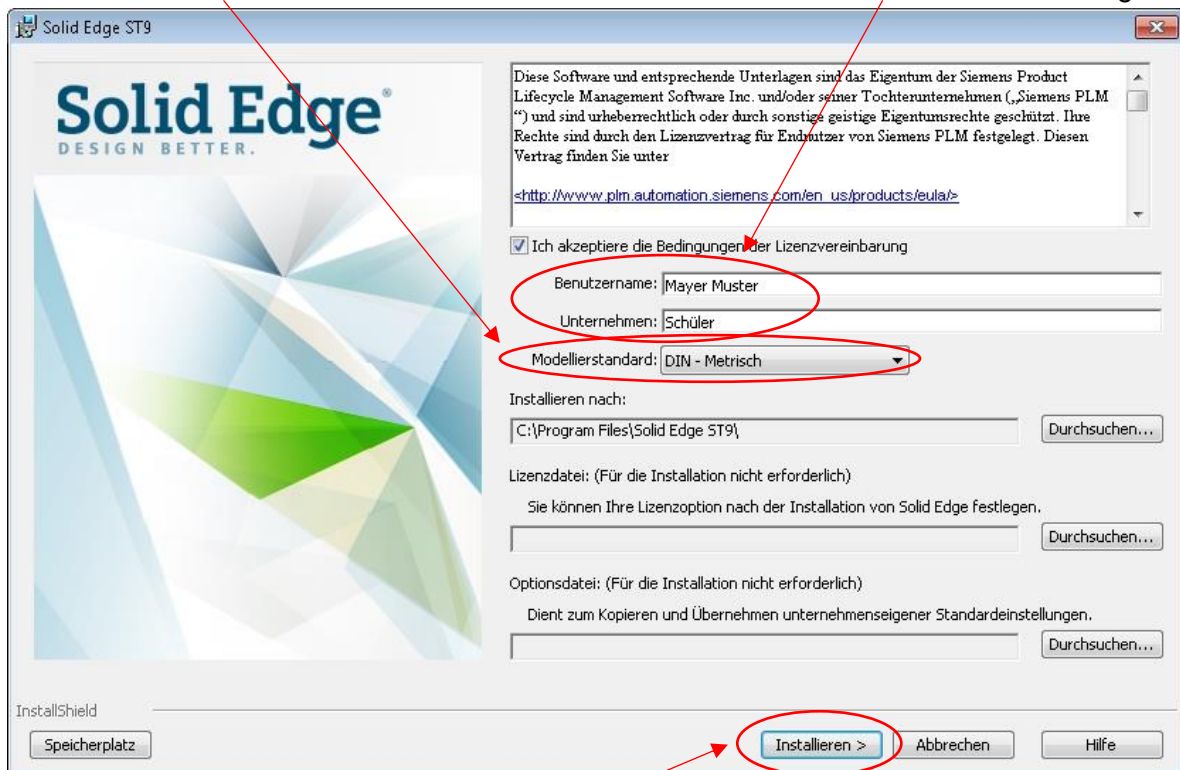 Solid Edge ST9
Solid Edge®
DESIGN BETTER.
Diese Software und entsprechende Unterlagen sind das Eigentum der Siemens Product
Lifecycle Management Software Inc. und/oder seiner Tochterunternehmen („Siemens PLM
“) und sind urheberrechtlich oder durch sonstige geistige Eigentumsrechte geschützt. Ihre
Rechte sind durch den Lizenzvertrag für Endnutzer von Siemens PLM festgelegt. Diesen
Vertrag finden Sie unter
<http://www.plm.automation.siemens.com/en_us/products/eula/>
Ich akzeptiere die Bedingungen der Lizenzvereinbarung
Benutzername: Mayer Muster
Unternehmen: Schüler
Modellierstandard: DIN - Metrisch
Installieren nach:
C:\Program Files\Solid Edge ST9\ Durchsuchen...
Lizenzdatei: (Für die Installation nicht erforderlich)
Sie können Ihre Lizenzoption nach der Installation von Solid Edge festlegen.
Durchsuchen...
Optionsdatei: (Für die Installation nicht erforderlich)
Dient zum Kopieren und Übernehmen unternehmenseigener Standardeinstellungen.
Durchsuchen...
InstallShield
Speicherplatz Installieren > Abbrechen Hilfe